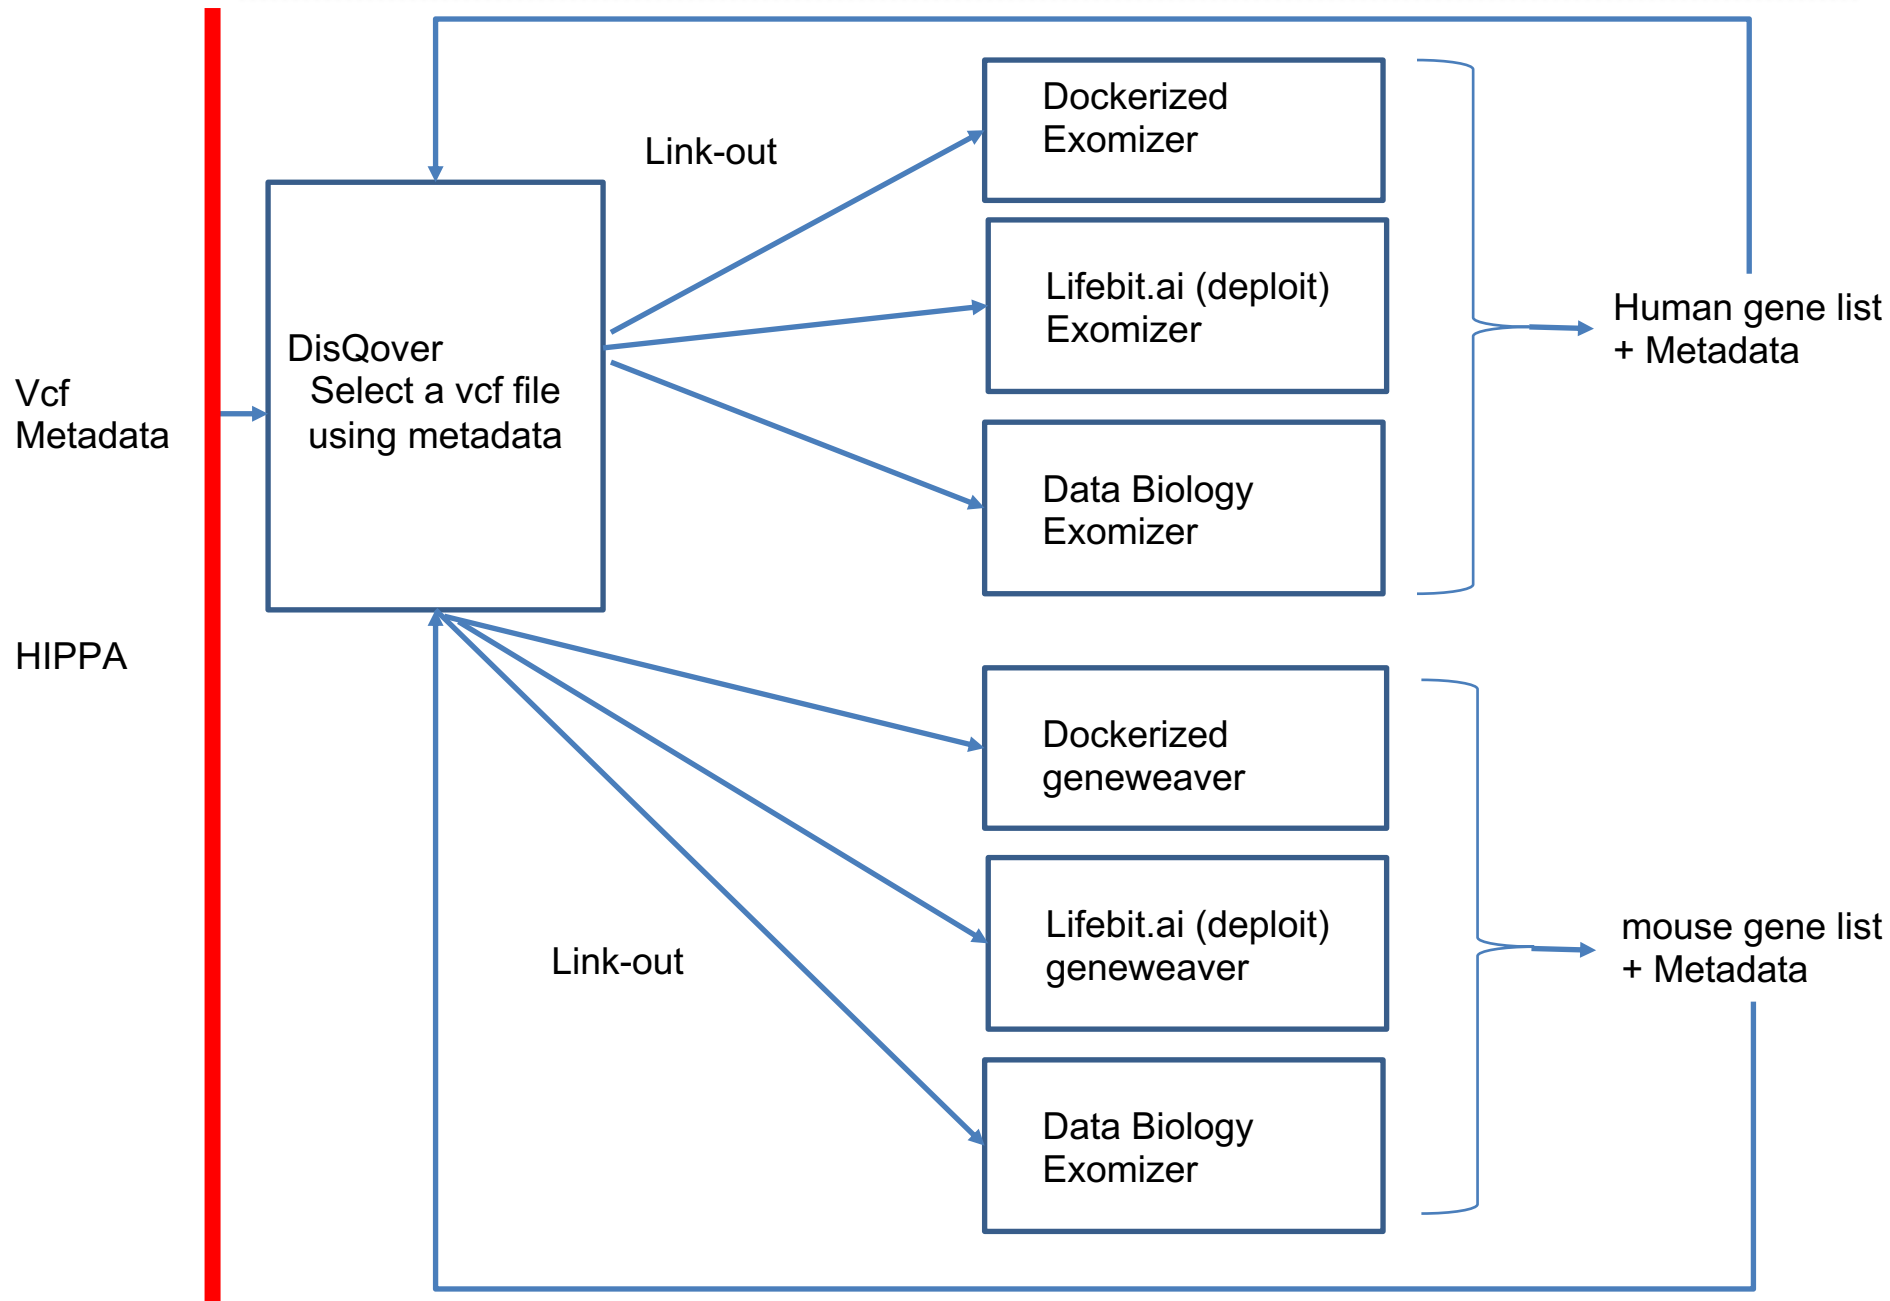 Vcf
Metadata
HIPPA
DisQover
Select a vcf file
using metadata
Link-out
Dockerized
Exomizer
Lifebit.ai (deploit)
Exomizer
Data Biology
Exomizer
Human gene list
+ Metadata
Link-out
Dockerized
geneweaver
Lifebit.ai (deploit)
geneweaver
Data Biology
Exomizer
mouse gene list
+ Metadata